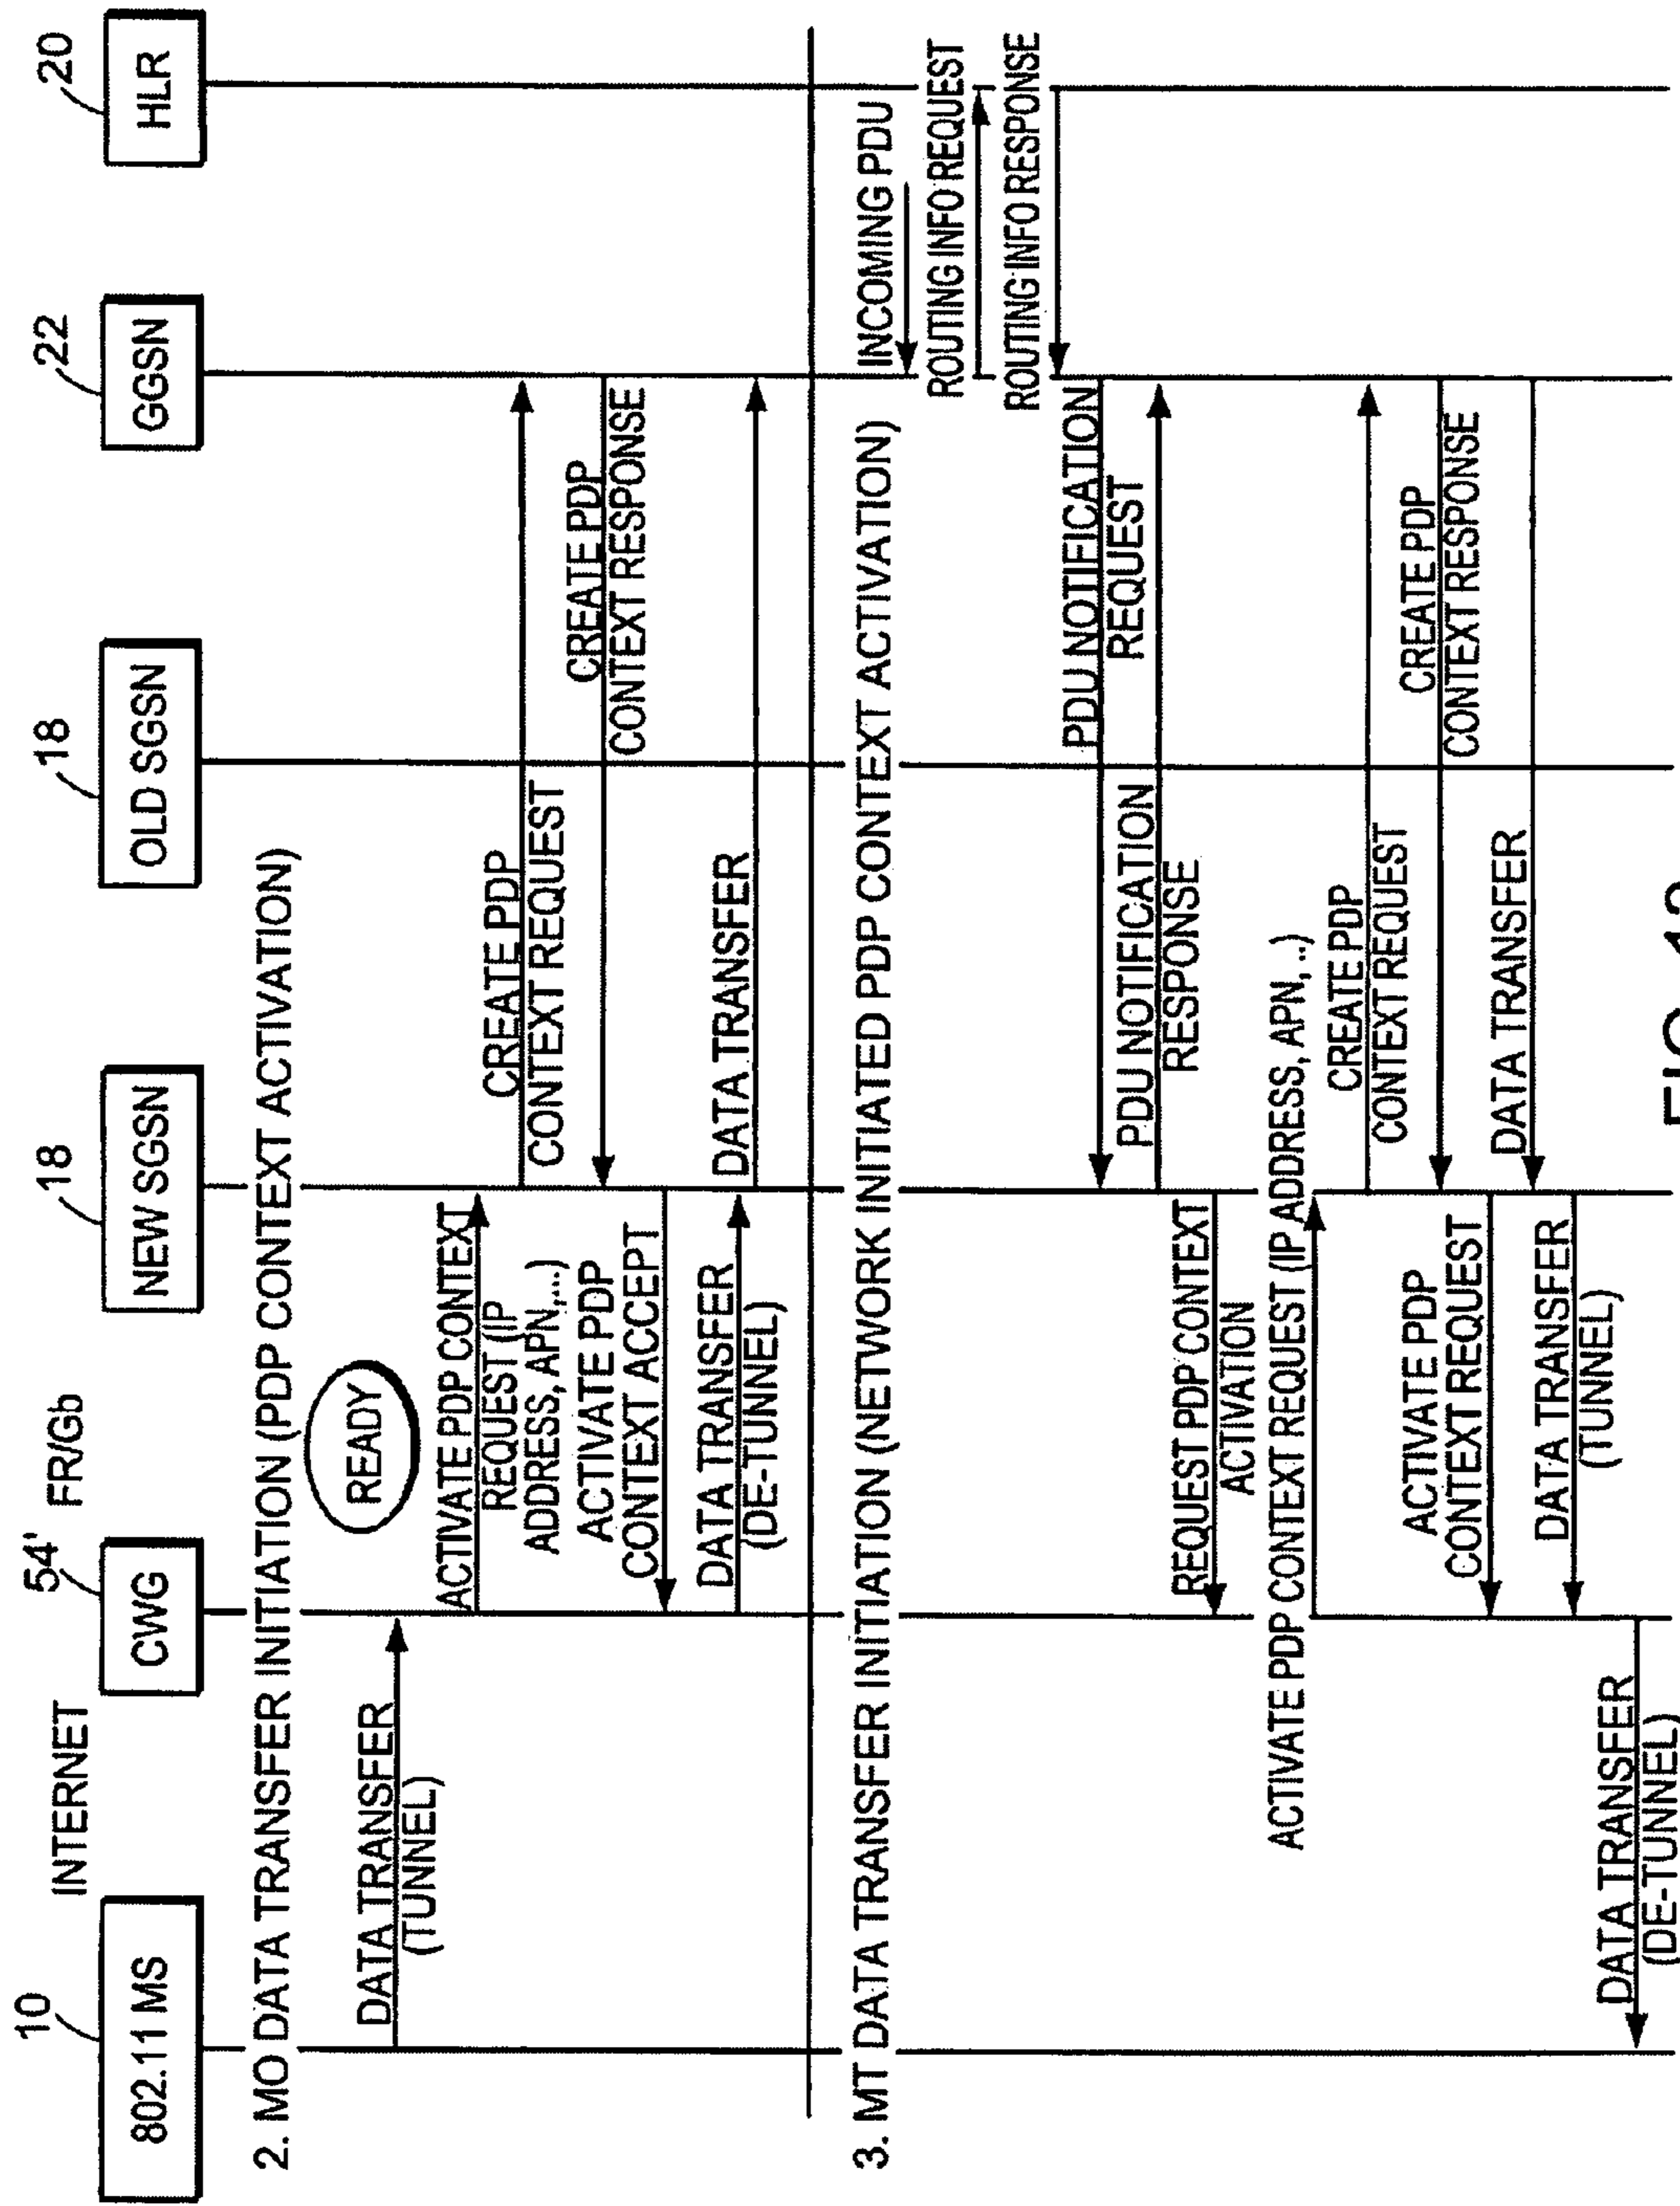 10
54'
18
18
22
20
INTERNET
FR/Gb
802.11 MS
CWG
NEW SGSN
OLD SGSN
GGSN
HLR
2. MO DATA TRANSFER INITIATION (PDP CONTEXT ACTIVATION)
READY
DATA TRANSFER
(TUNNEL)
ACTIVATE PDP CONTEXT
REQUEST (IP
ADDRESS, APN,...)
CREATE PDP
CONTEXT REQUEST
CREATE PDP
CONTEXT RESPONSE
ACTIVATE PDP
CONTEXT ACCEPT
DATA TRANSFER
(DE-TUNNEL)
DATA TRANSFER
3. MT DATA TRANSFER INITIATION (NETWORK INITIATED PDP CONTEXT ACTIVATION)
INCOMING PDU
ROUTING INFO REQUEST
ROUTING INFO RESPONSE
PDU NOTIFICATION
REQUEST
PDU NOTIFICATION
RESPONSE
REQUEST PDP CONTEXT
ACTIVATION
ACTIVATE PDP CONTEXT REQUEST (IP ADDRESS, APN,..)
CREATE PDP
CONTEXT REQUEST
CREATE PDP
CONTEXT RESPONSE
ACTIVATE PDP
CONTEXT REQUEST
DATA TRANSFER
DATA TRANSFER
(TUNNEL)
DATA TRANSFER
(DE-TUNNEL)